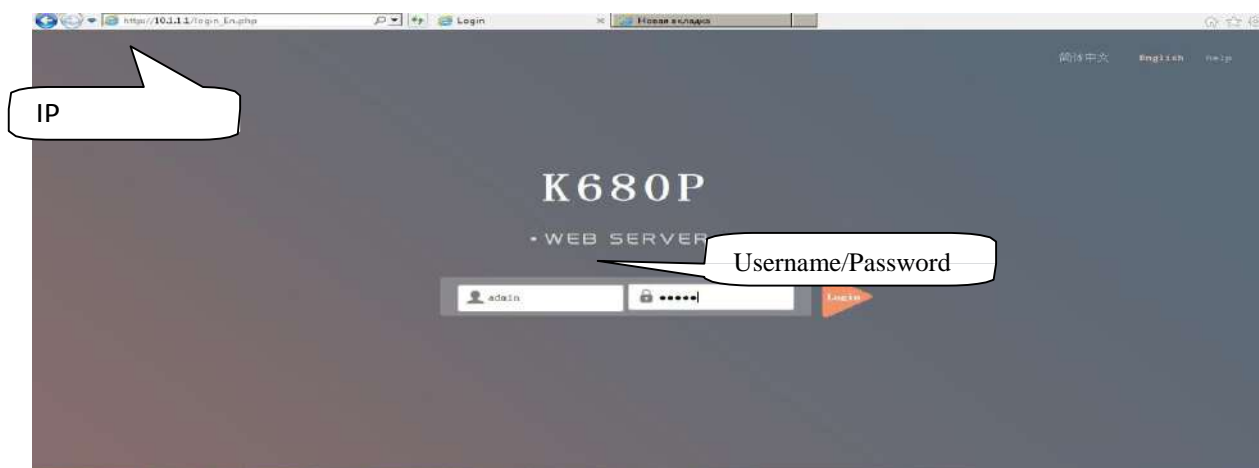 http://10.1.1.1/login_En.php
Login
Новая вкладка
简体中文 English Help
IP
K680P
• WEB SERVER
Username/Password
admin
•••••
Login